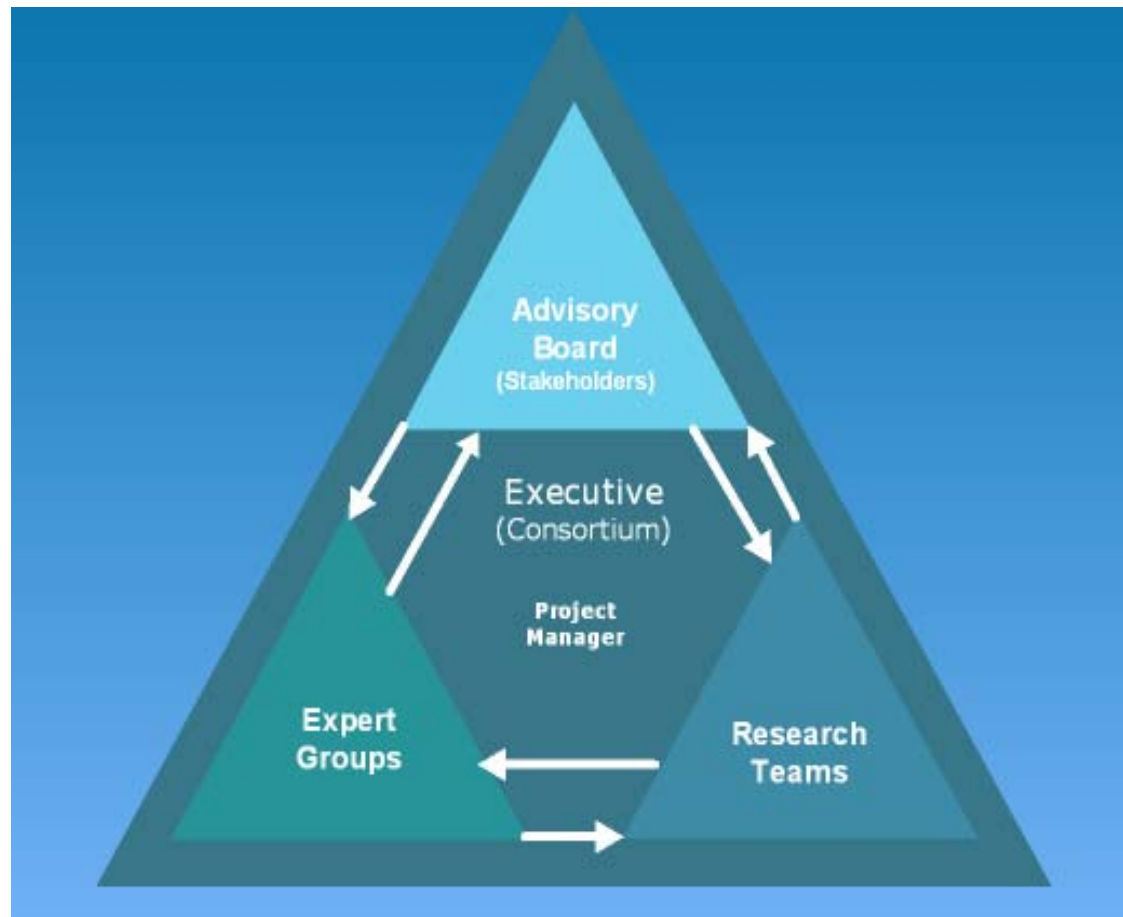 Advisory
Board
(Stakeholders)
Executive
(Consortium)
Project
Manager
Expert
Groups
Research
Teams